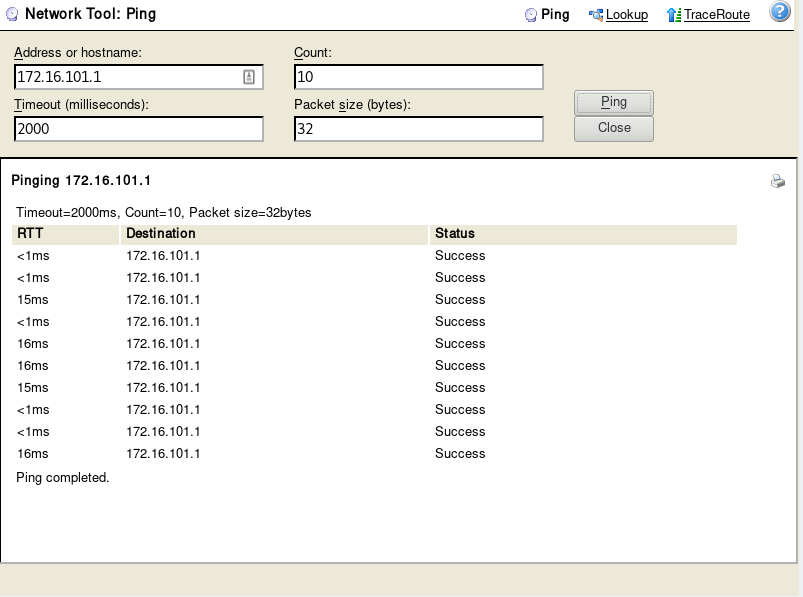 Network Tool: Ping Ping Lookup TraceRoute ?
Address or hostname: Count:
172.16.101.1 10
Timeout (milliseconds): Packet size (bytes): Ping
2000 32 Close
Pinging 172.16.101.1
Timeout=2000ms, Count=10, Packet size=32bytes
RTT Destination Status
<1ms 172.16.101.1 Success
<1ms 172.16.101.1 Success
15ms 172.16.101.1 Success
<1ms 172.16.101.1 Success
16ms 172.16.101.1 Success
16ms 172.16.101.1 Success
15ms 172.16.101.1 Success
<1ms 172.16.101.1 Success
<1ms 172.16.101.1 Success
16ms 172.16.101.1 Success
Ping completed.